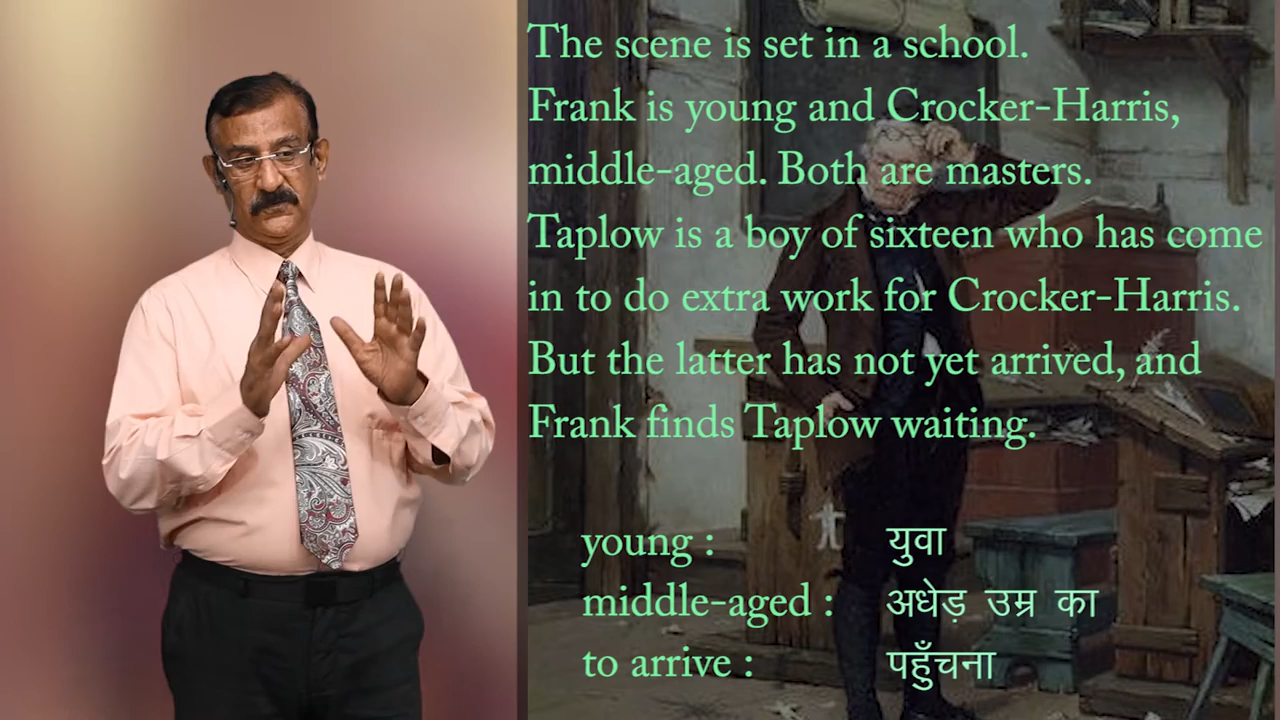 The scene is set in a school.
Frank is young and Crocker-Harris,
middle-aged. Both are masters.
Taplow is a boy of sixteen who has come
in to do extra work for Crocker-Harris.
But the latter has not yet arrived, and
Frank finds Taplow waiting.
young : युवा
middle-aged : अधेड़ उम्र का
to arrive : पहुँचना